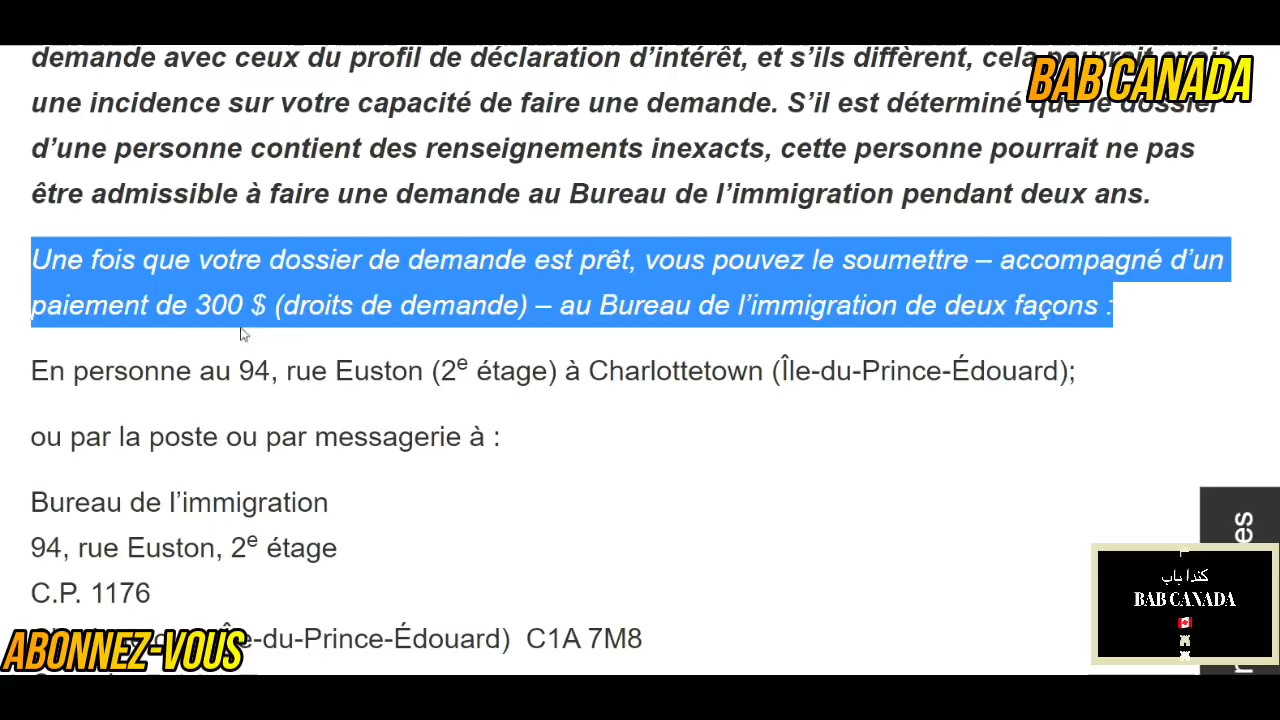 demande avec ceux du profil de déclaration d’intérêt, et s’ils diffèrent, cela pourrait avoir
BAB CANADA
une incidence sur votre capacité de faire une demande. S’il est déterminé que le dossier
d’une personne contient des renseignements inexacts, cette personne pourrait ne pas
être admissible à faire une demande au Bureau de l’immigration pendant deux ans.
Une fois que votre dossier de demande est prêt, vous pouvez le soumettre – accompagné d’un
paiement de 300 $ (droits de demande) – au Bureau de l’immigration de deux façons :
En personne au 94, rue Euston (2e étage) à Charlottetown (Île-du-Prince-Édouard);
ou par la poste ou par messagerie à :
Bureau de l’immigration
94, rue Euston, 2e étage
C.P. 1176
Île-du-Prince-Édouard) C1A 7M8
ABONNEZ-VOUS
كندا باب
BAB CANADA